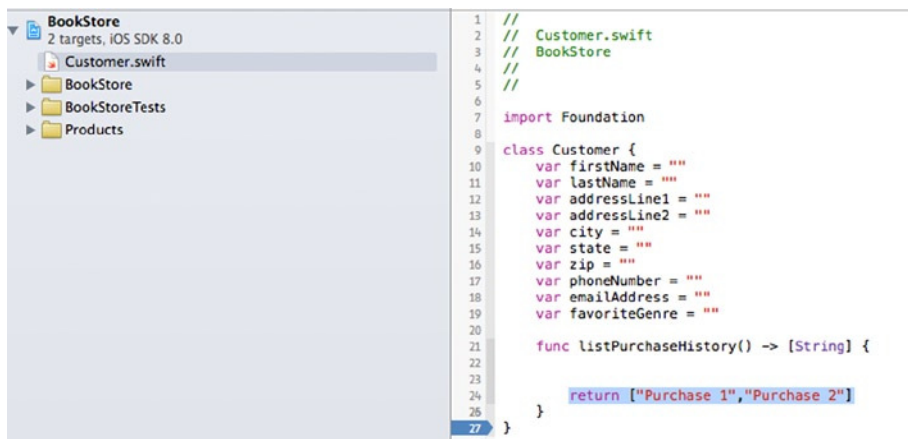 BookStore
2 targets, iOS SDK 8.0
Customer.swift
BookStore
BookStoreTests
Products
1 //
2 // Customer.swift
3 // BookStore
4 //
5 //
6
7 import Foundation
8
9 class Customer {
10 var firstName = ""
11 var lastName = ""
12 var addressLine1 = ""
13 var addressLine2 = ""
14 var city = ""
15 var state = ""
16 var zip = ""
17 var phoneNumber = ""
18 var emailAddress = ""
19 var favoriteGenre = ""
20
21 func listPurchaseHistory() -> [String] {
22
23
24 return ["Purchase 1","Purchase 2"]
26 }
27 }